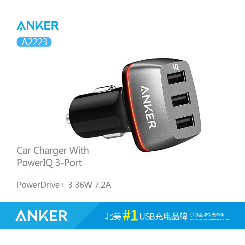 ANKER
A2223
IQ
ANKER
Car Charger With
PowerIQ 3-Port
PowerDrive+ 3 36W 7.2A
ANKER
北美#1USB充电品牌